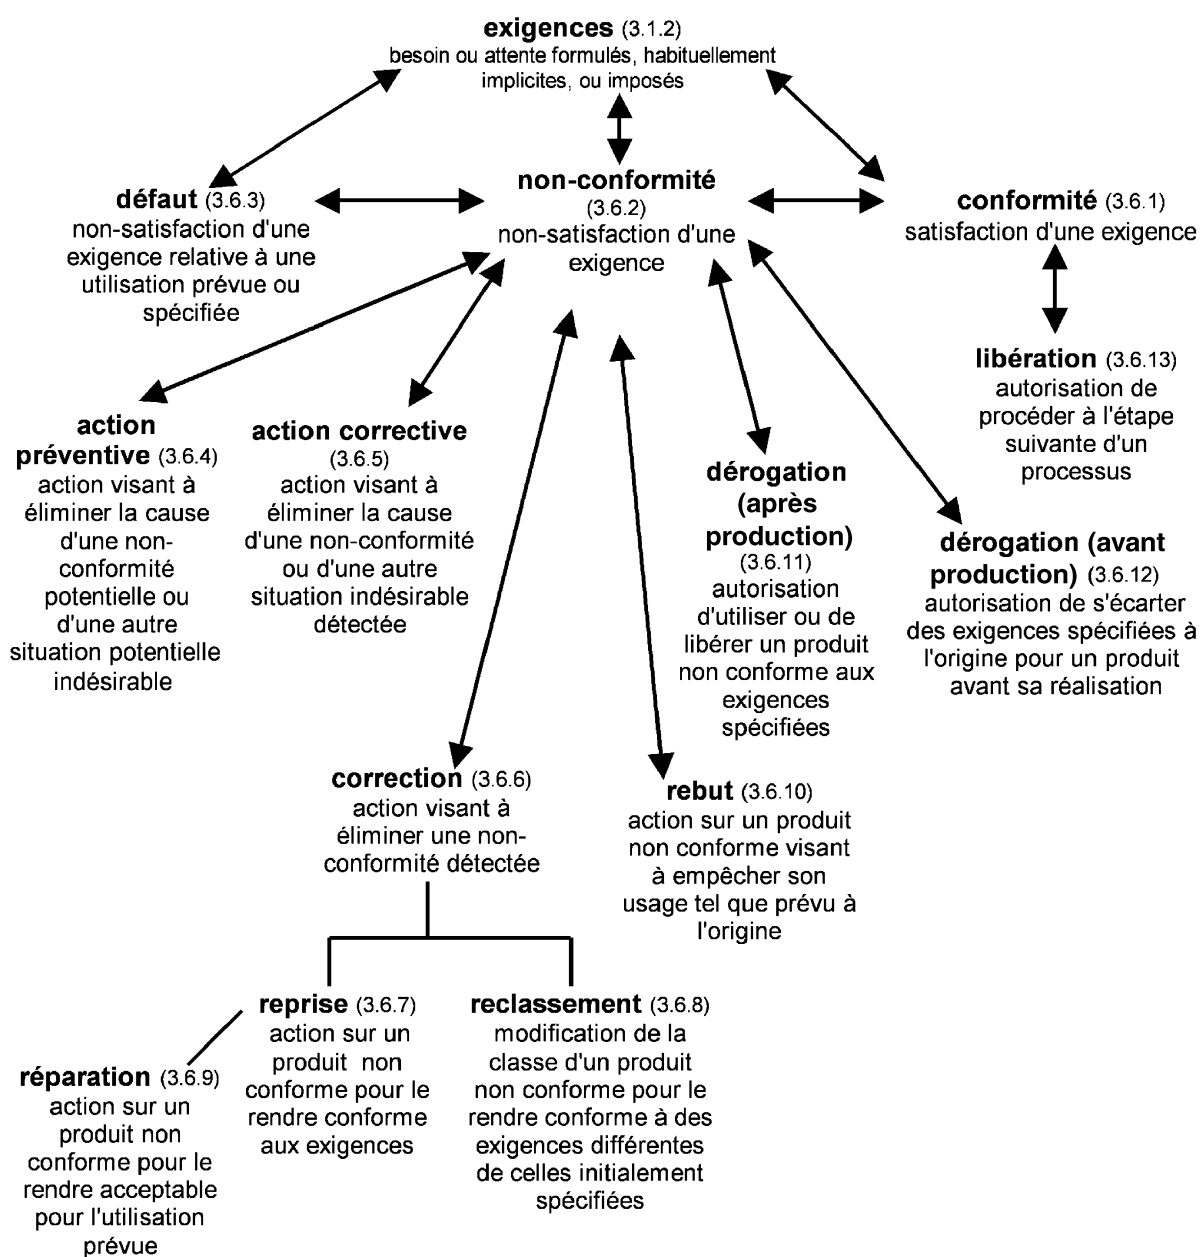 exigences (3.1.2)
besoin ou attente formulés, habituellement
implicites, ou imposés
défaut (3.6.3)
non-satisfaction d'une
exigence relative à une
utilisation prévue ou
spécifiée
non-conformité
(3.6.2)
non-satisfaction d'une
exigence
conformité (3.6.1)
satisfaction d'une exigence
libération (3.6.13)
autorisation de
procéder à l'étape
suivante d'un
processus
action
préventive (3.6.4)
action visant à
éliminer la cause
d'une non-
conformité
potentielle ou
d'une autre
situation potentielle
indésirable
action corrective
(3.6.5)
action visant à
éliminer la cause
d'une non-conformité
ou d'une autre
situation indésirable
détectée
dérogation
(après
production)
(3.6.11)
autorisation
d'utiliser ou de
libérer un produit
non conforme aux
exigences
spécifiées
dérogation (avant
production) (3.6.12)
autorisation de s'écarter
des exigences spécifiées à
l'origine pour un produit
avant sa réalisation
correction (3.6.6)
action visant à
éliminer une non-
conformité détectée
rebut (3.6.10)
action sur un produit
non conforme visant
à empêcher son
usage tel que prévu à
l'origine
reprise (3.6.7)
action sur un
produit non
conforme pour le
rendre conforme
aux exigences
reclassement (3.6.8)
modification de la
classe d'un produit
non conforme pour le
rendre conforme à des
exigences différentes
de celles initialement
spécifiées
réparation (3.6.9)
action sur un
produit non
conforme pour le
rendre acceptable
pour l'utilisation
prévue